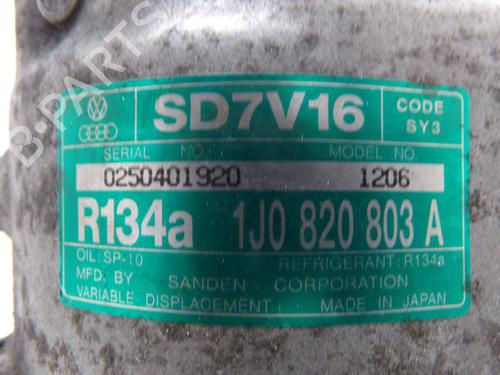 SD7V16
CODE
SY3
SERIAL NO.
MODEL NO.
0250401920
1206
R134a
1J0 820 803 A
OIL: SP-10
REFRIGERANT: R134a
MFD. BY
SANDEN CORPORATION
VARIABLE DISPLACEMENT
MADE IN JAPAN
B-PARTS